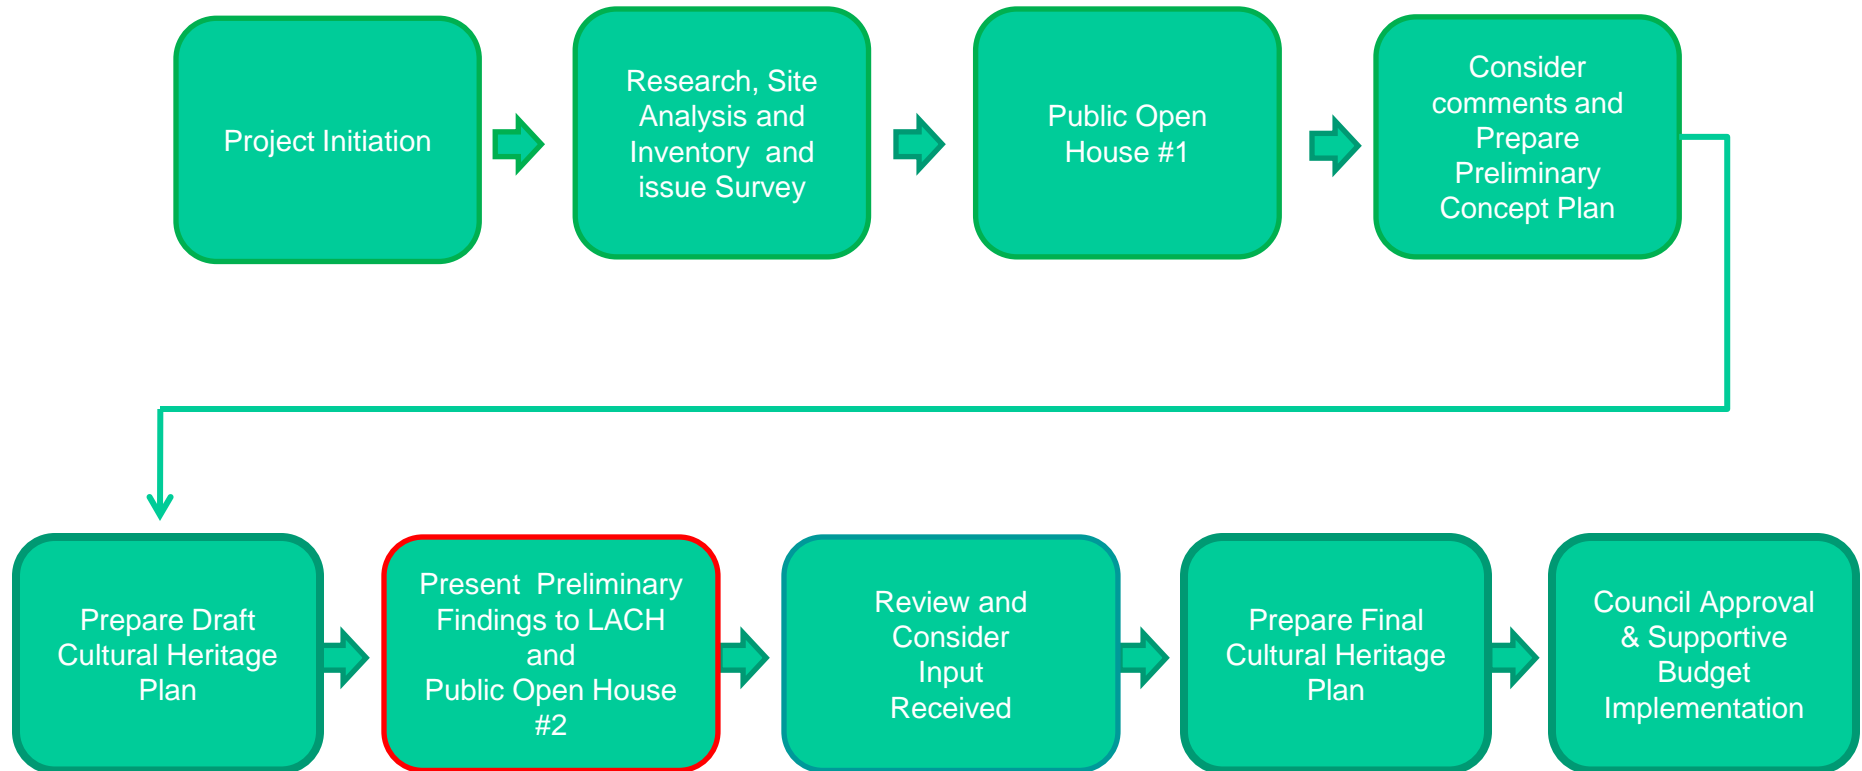 Project Initiation
Research, Site
Analysis and
Inventory  and
issue Survey
Public Open
House #1
Consider
comments and
Prepare
Preliminary
Concept Plan
Prepare Draft
Cultural Heritage
Plan
Present  Preliminary
Findings to LACH
and
Public Open House
#2
Review and
Consider
Input
Received
Prepare Final
Cultural Heritage
Plan
Council Approval
& Supportive
Budget
Implementation